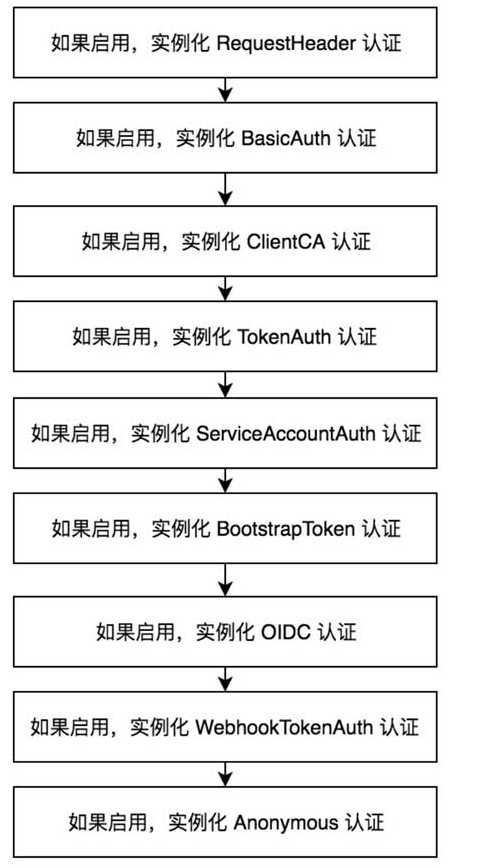 如果启用，实例化 RequestHeader 认证
如果启用，实例化 BasicAuth 认证
如果启用，实例化 ClientCA 认证
如果启用，实例化 TokenAuth 认证
如果启用，实例化 ServiceAccountAuth 认证
如果启用，实例化 BootstrapToken 认证
如果启用，实例化 OIDC 认证
如果启用，实例化 WebhookTokenAuth 认证
如果启用，实例化 Anonymous 认证